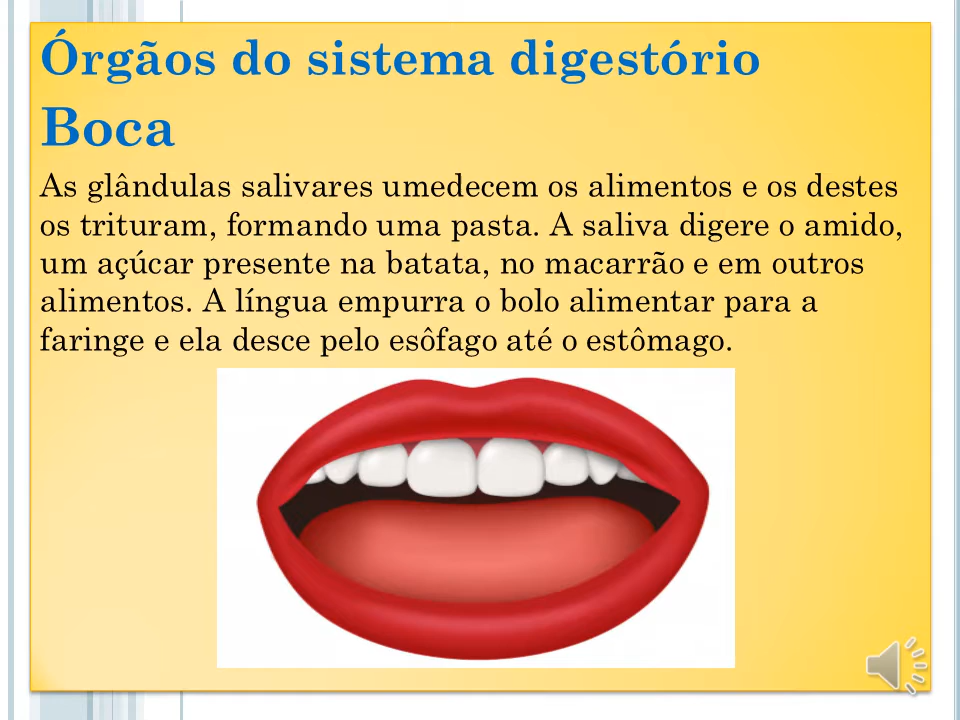 Órgãos do sistema digestório
Boca
As glândulas salivares umedecem os alimentos e os destes
os trituram, formando uma pasta. A saliva digere o amido,
um açúcar presente na batata, no macarrão e em outros
alimentos. A língua empurra o bolo alimentar para a
faringe e ela desce pelo esôfago até o estômago.